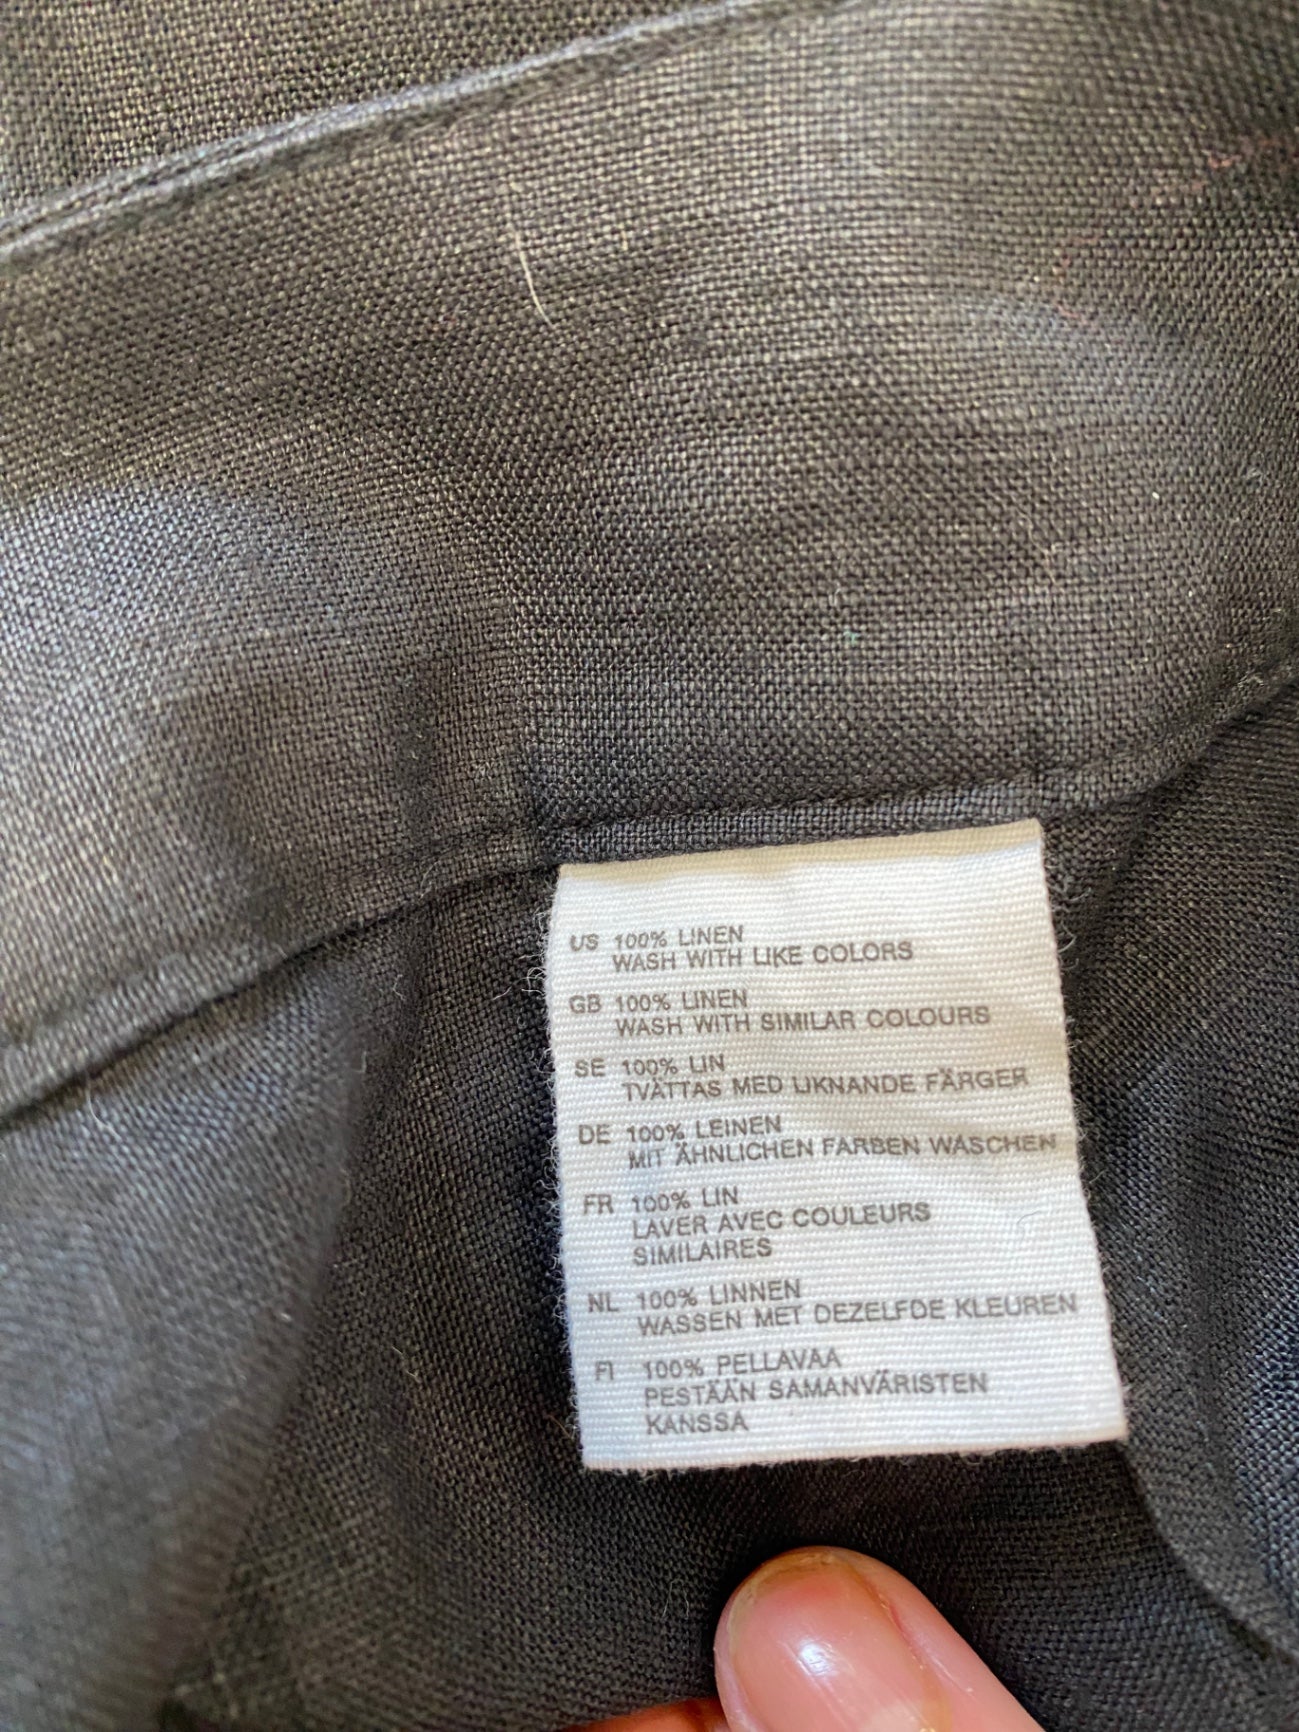 US 100% LINEN
WASH WITH LIKE COLORS
GB 100% LINEN
WASH WITH SIMILAR COLOURS
SE 100% LIN
TVÄTTAS MED LIKNANDE FÄRGER
DE 100% LEINEN
MIT ÄHNLICHEN FARBEN WASCHEN
FR 100% LIN
LAVER AVEC COULEURS
SIMILAIRES
NL 100% LINNEN
WASSEN MET DEZELFDE KLEUREN
FI 100% PELLAVAA
PESTÄÄN SAMANVÄRISTEN
KANSSA